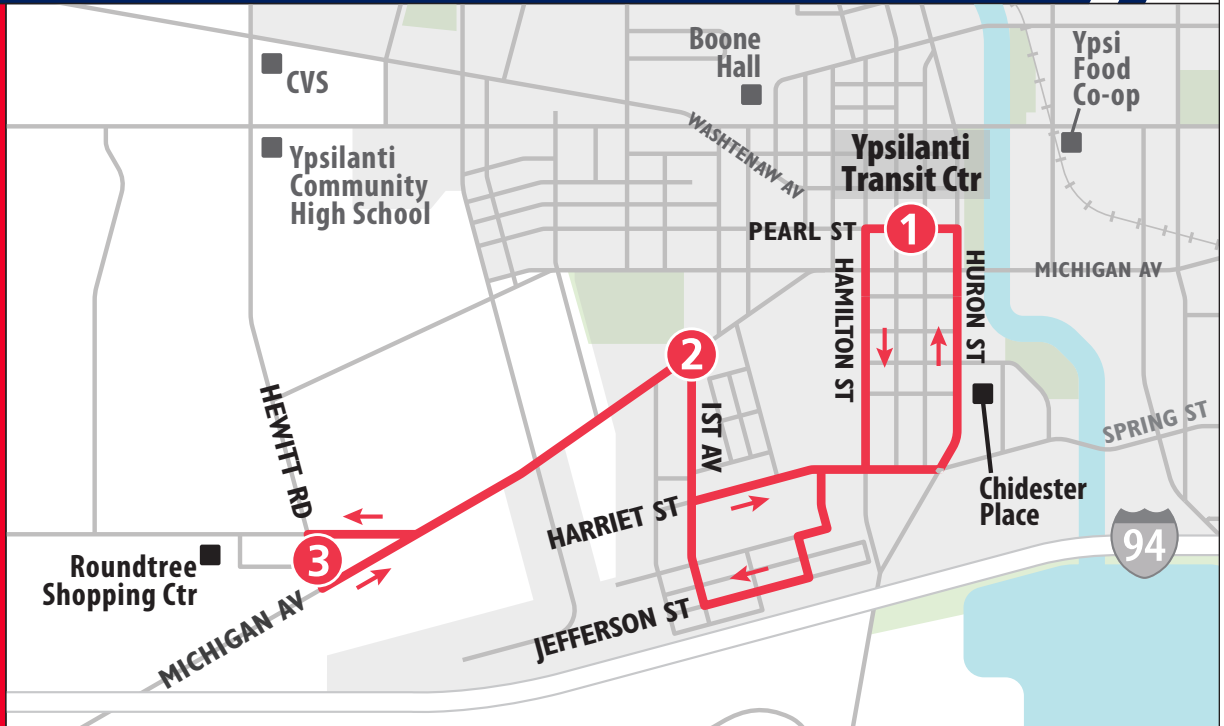 Boone
Hall
Ypsi
Food
Co-op
CVS
WASHTENAW AV
Ypsilanti
Transit Ctr
Ypsilanti
Community
High School
PEARL ST
1
HAMILTON ST
HURON ST
MICHIGAN AV
2
1ST AV
HEWITT RD
SPRING ST
Chidester
Place
HARRIET ST
94
Roundtree
Shopping Ctr
3
MICHIGAN AV
JEFFERSON ST